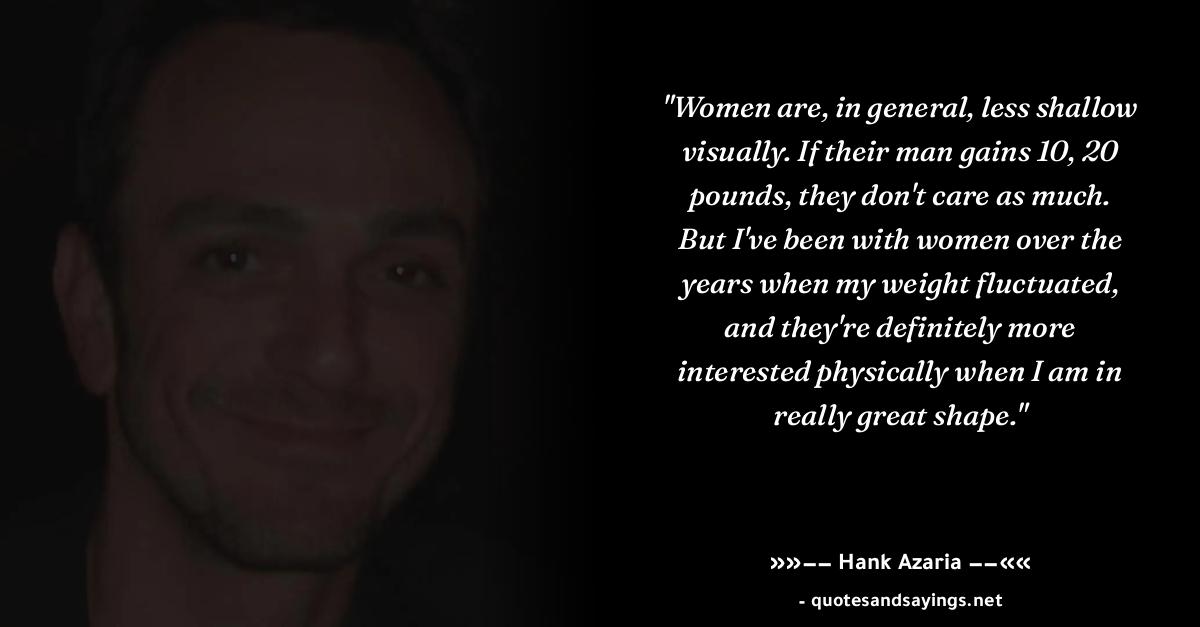 "Women are, in general, less shallow
visually. If their man gains 10, 20
pounds, they don't care as much.
But I've been with women over the
years when my weight fluctuated,
and they're definitely more
interested physically when I am in
really great shape."
»»–– Hank Azaria ––««
- quotesandsayings.net